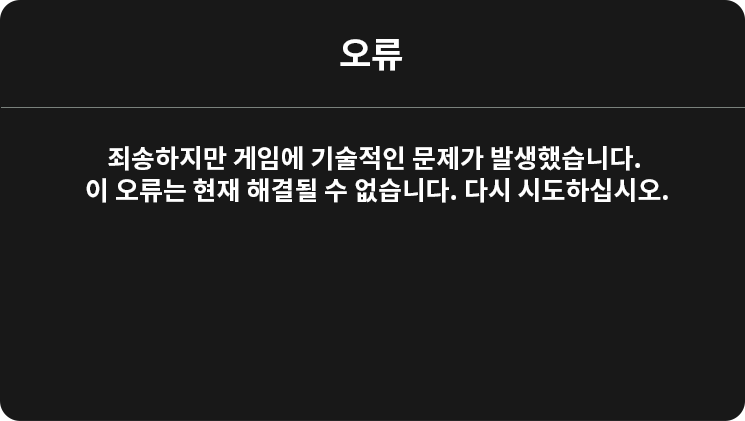 오류
죄송하지만 게임에 기술적인 문제가 발생했습니다.
이 오류는 현재 해결될 수 없습니다. 다시 시도하십시오.